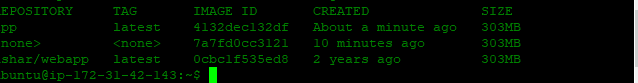 EPOSITORY TAG IMAGE ID CREATED SIZE
pp latest 4132dec132df About a minute ago 303MB
none> <none> 7a7fd0cc3121 10 minutes ago 303MB
shar/webapp latest 0cbc1f535ed8 2 years ago 303MB
buntu@ip-172-31-42-143:~$